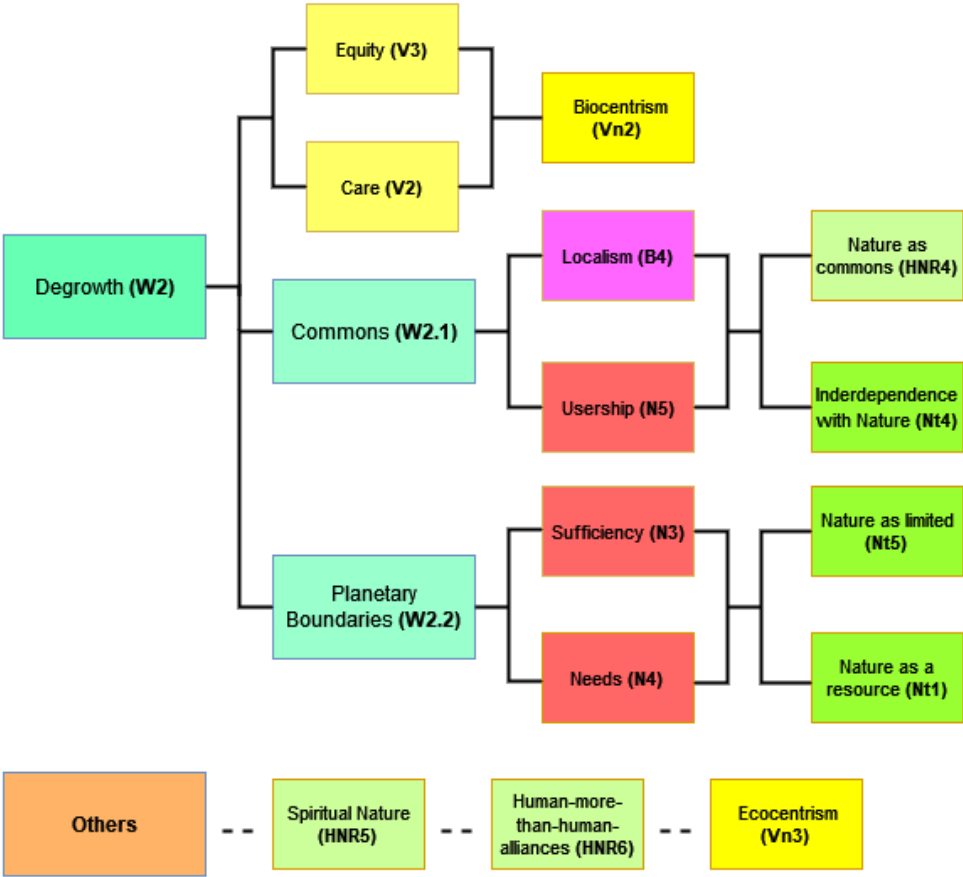 Equity (V3)
Biocentrism
(Vn2)
Care (V2)
Degrowth (W2)
Localism (B4)
Nature as
commons (HNR4)
Commons (W2.1)
Usership (N5)
Inderdependence
with Nature (Nt4)
Sufficiency (N3)
Nature as limited
(Nt5)
Planetary
Boundaries (W2.2)
Needs (N4)
Nature as a
resource (Nt1)
Others
Spiritual Nature
(HNR5)
Human-more-
than-human-
alliances (HNR6)
Ecocentrism
(Vn3)